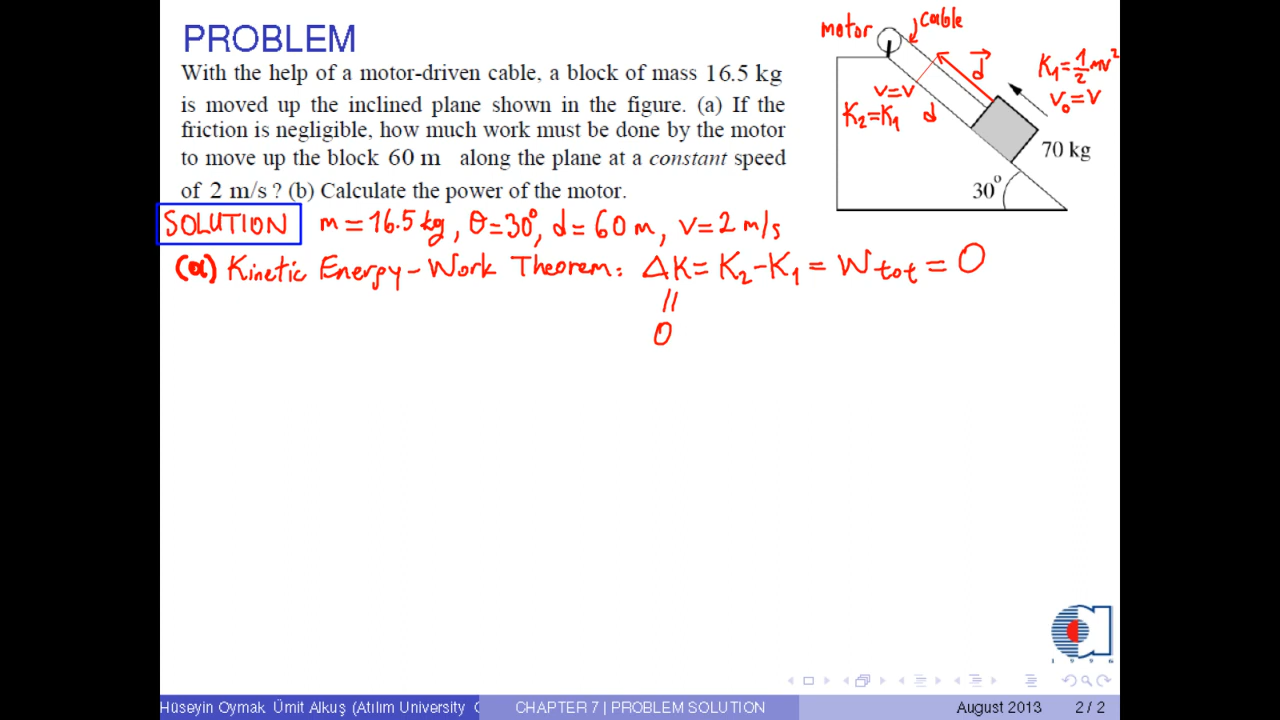 PROBLEM
With the help of a motor-driven cable, a block of mass 16.5 kg
is moved up the inclined plane shown in the figure. (a) If the
friction is negligible, how much work must be done by the motor
to move up the block 60 m along the plane at a constant speed
of 2 m/s ? (b) Calculate the power of the motor.
motor
cable
d⃗
K₁=½mv²
v₀=v
v=v
K₂=K₁
d
70 kg
30°
SOLUTION m=16.5 kg, θ=30°, d=60 m, v=2 m/s
(a) Kinetic Energy-Work Theorem: ΔK=K₂-K₁=Wtot=0
=
0
1 9 9 6
Hüseyin Oymak, Ümit Alkuş (Atılım University
CHAPTER 7 | PROBLEM SOLUTION
August 2013
2 / 2